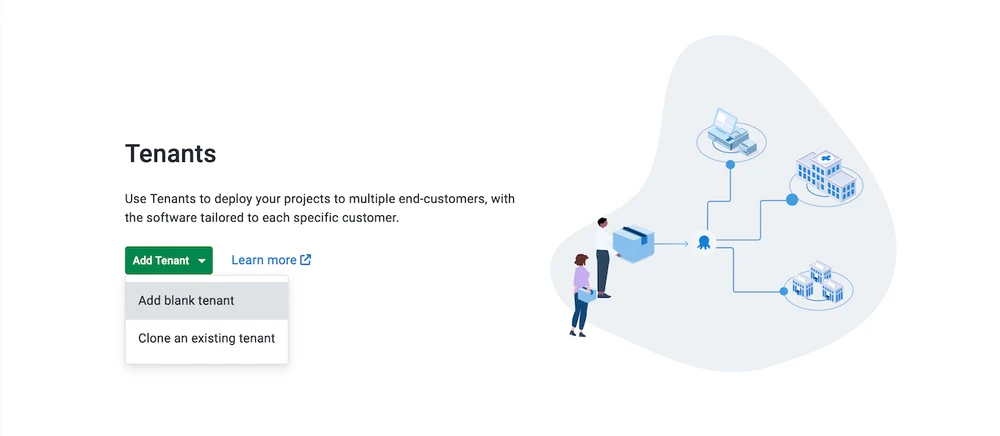 Tenants
Use Tenants to deploy your projects to multiple end-customers, with
the software tailored to each specific customer.
Add Tenant
Learn more
Add blank tenant
Clone an existing tenant